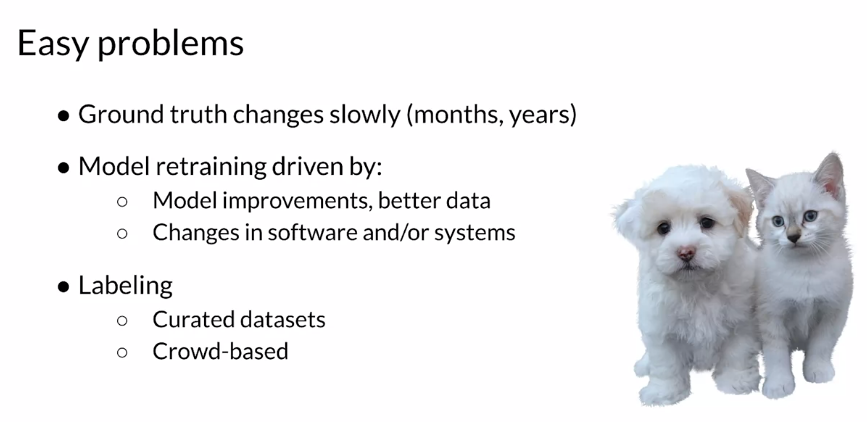 Easy problems
● Ground truth changes slowly (months, years)
● Model retraining driven by:
○ Model improvements, better data
○ Changes in software and/or systems
● Labeling
○ Curated datasets
○ Crowd-based